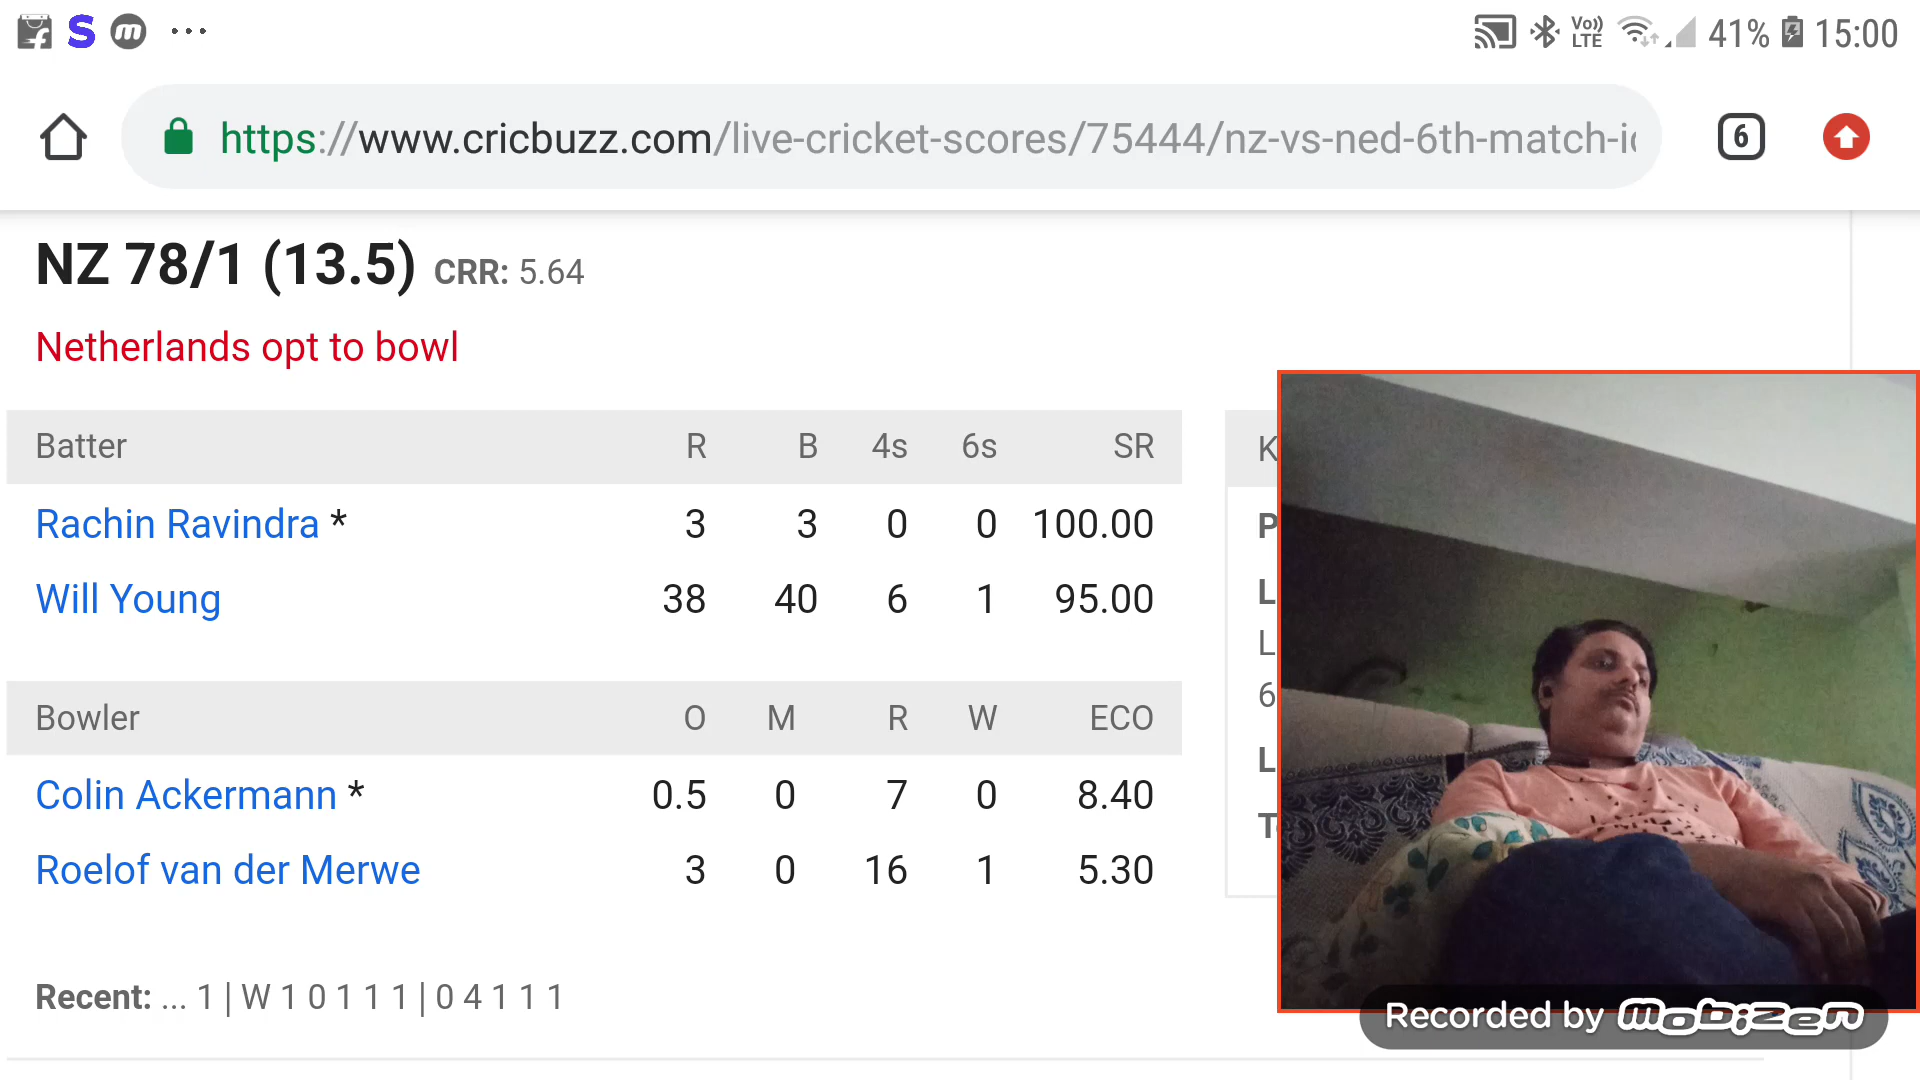 S m ... Vo)) LTE 41% 15:00
https://www.cricbuzz.com/live-cricket-scores/75444/nz-vs-ned-6th-match-ic 6
NZ 78/1 (13.5) CRR: 5.64
Netherlands opt to bowl
Batter R B 4s 6s SR
Rachin Ravindra * 3 3 0 0 100.00
Will Young 38 40 6 1 95.00
Bowler O M R W ECO
Colin Ackermann * 0.5 0 7 0 8.40
Roelof van der Merwe 3 0 16 1 5.30
Recent: ... 1 | W 1 0 1 1 1 | 0 4 1 1 1
K
P
L
L
6
L
T
Recorded by mobizen